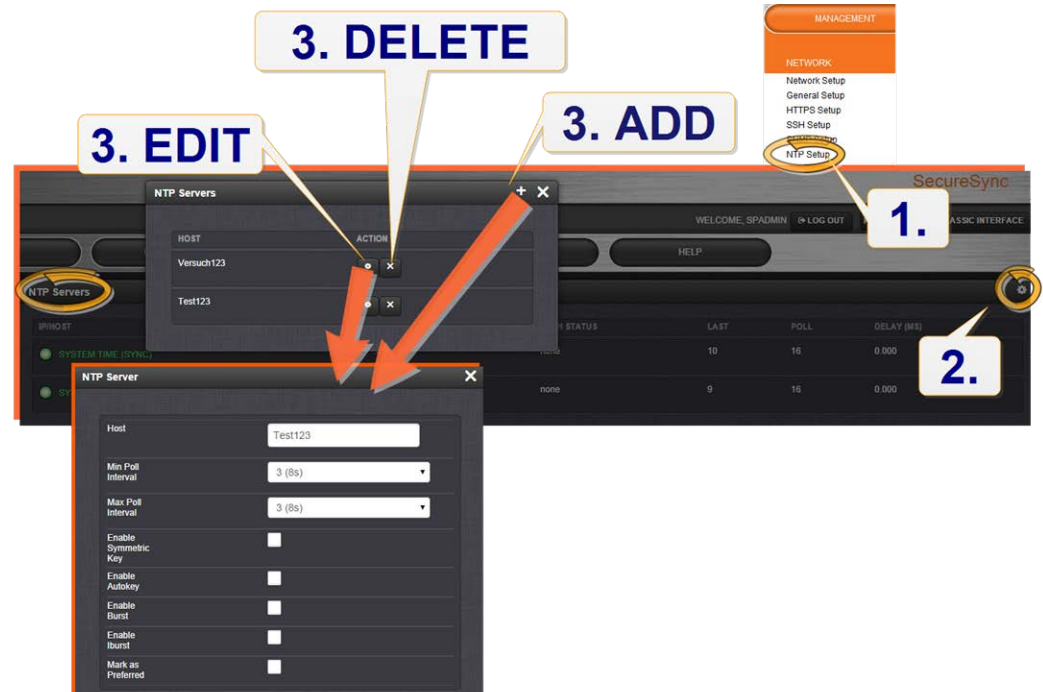 MANAGEMENT
NETWORK
Network Setup
General Setup
HTTPS Setup
SSH Setup
NTP Setup
3. DELETE
3. EDIT
3. ADD
1.
SecureSync
WELCOME, SPADMIN
LOG OUT
ASSIC INTERFACE
HELP
NTP Servers
HOST
ACTION
Versuch123
Test123
NTP Servers
2.
IP/HOST
STATUS
LAST
POLL
DELAY (MS)
SYSTEM TIME (SYNC)
none
10
16
0.000
SY
none
9
16
0.000
NTP Server
Host
Test123
Min Poll
Interval
3 (8s)
Max Poll
Interval
3 (8s)
Enable
Symmetric
Key
Enable
Autokey
Enable
Burst
Enable
Iburst
Mark as
Preferred